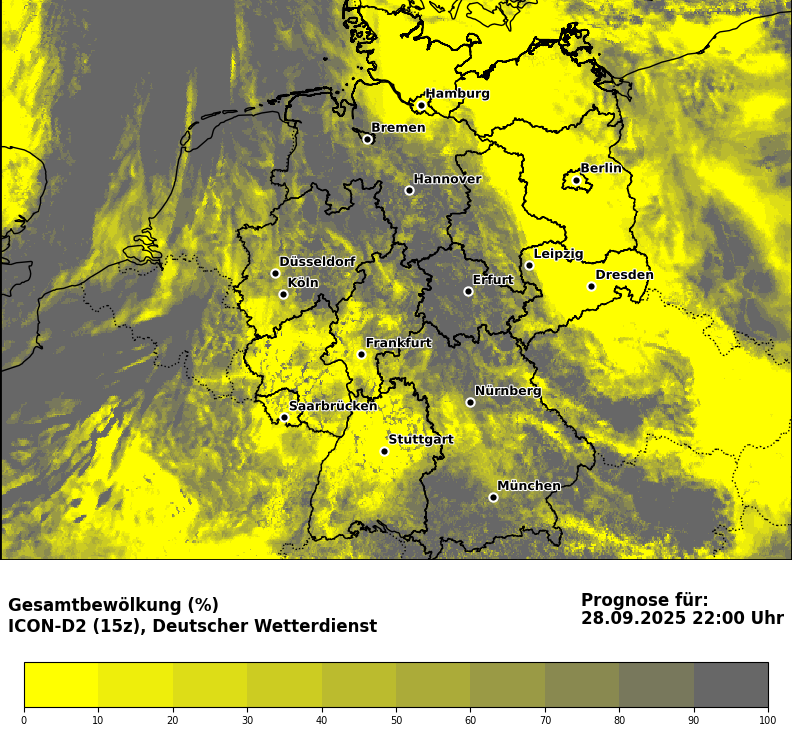 Hamburg
Bremen
Berlin
Hannover
Leipzig
Düsseldorf
Dresden
Köln
Erfurt
Frankfurt
Nürnberg
Saarbrücken
Stuttgart
München
Gesamtbewölkung (%)
ICON-D2 (15z), Deutscher Wetterdienst
Prognose für:
28.09.2025 22:00 Uhr
0 10 20 30 40 50 60 70 80 90 100